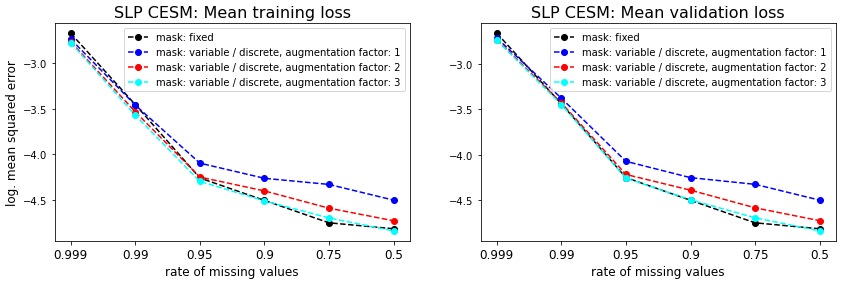 SLP CESM: Mean training loss
mask: fixed
mask: variable / discrete, augmentation factor: 1
mask: variable / discrete, augmentation factor: 2
mask: variable / discrete, augmentation factor: 3
log. mean squared error
−3.0
−3.5
−4.0
−4.5
0.999 0.99 0.95 0.9 0.75 0.5
rate of missing values
SLP CESM: Mean validation loss
mask: fixed
mask: variable / discrete, augmentation factor: 1
mask: variable / discrete, augmentation factor: 2
mask: variable / discrete, augmentation factor: 3
−3.0
−3.5
−4.0
−4.5
0.999 0.99 0.95 0.9 0.75 0.5
rate of missing values